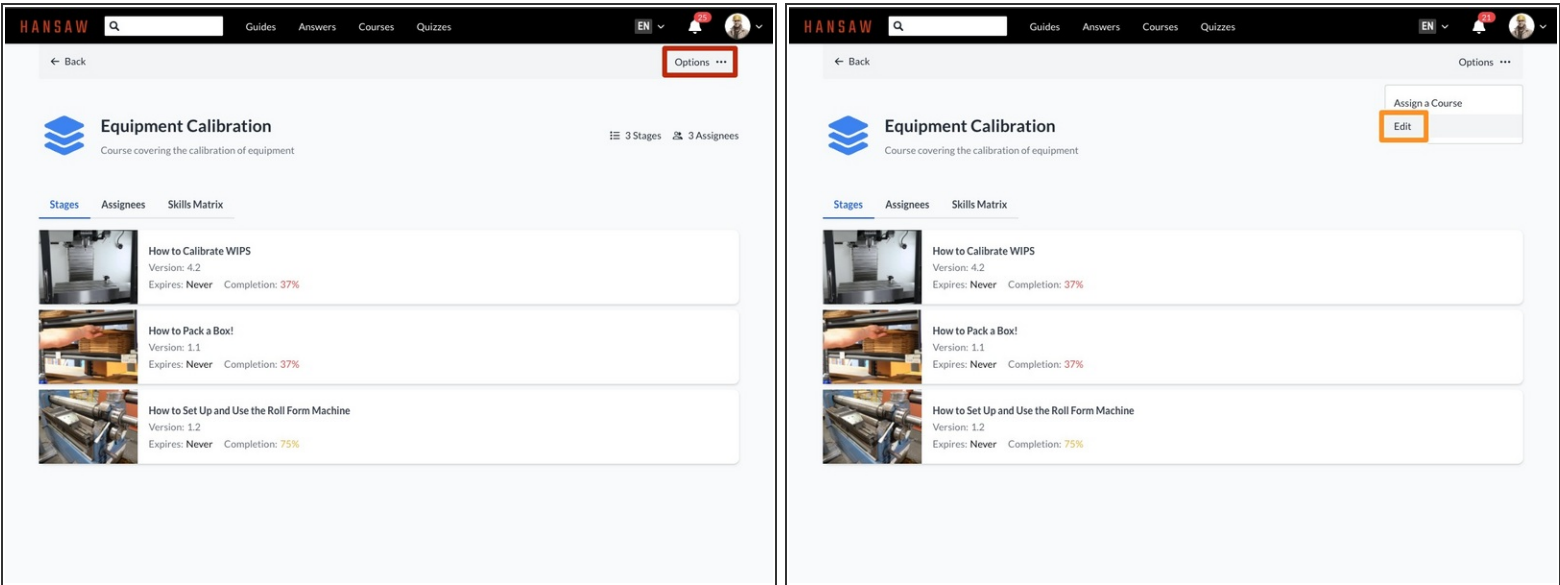 HANSAW Guides Answers Courses Quizzes EN 25
← Back Options •••
Equipment Calibration
Course covering the calibration of equipment
3 Stages 3 Assignees
Stages Assignees Skills Matrix
How to Calibrate WIPS
Version: 4.2
Expires: Never Completion: 37%
How to Pack a Box!
Version: 1.1
Expires: Never Completion: 37%
How to Set Up and Use the Roll Form Machine
Version: 1.2
Expires: Never Completion: 75%
HANSAW Guides Answers Courses Quizzes EN 21
← Back Options •••
Assign a Course
Edit
Equipment Calibration
Course covering the calibration of equipment
Stages Assignees Skills Matrix
How to Calibrate WIPS
Version: 4.2
Expires: Never Completion: 37%
How to Pack a Box!
Version: 1.1
Expires: Never Completion: 37%
How to Set Up and Use the Roll Form Machine
Version: 1.2
Expires: Never Completion: 75%